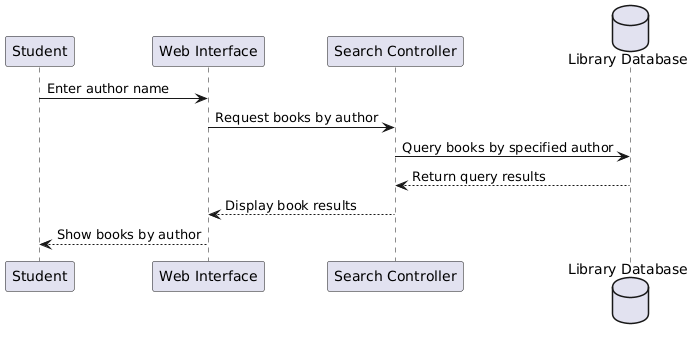 Library Database
Student
Web Interface
Search Controller
Enter author name
Request books by author
Query books by specified author
Return query results
Display book results
Show books by author
Student
Web Interface
Search Controller
Library Database